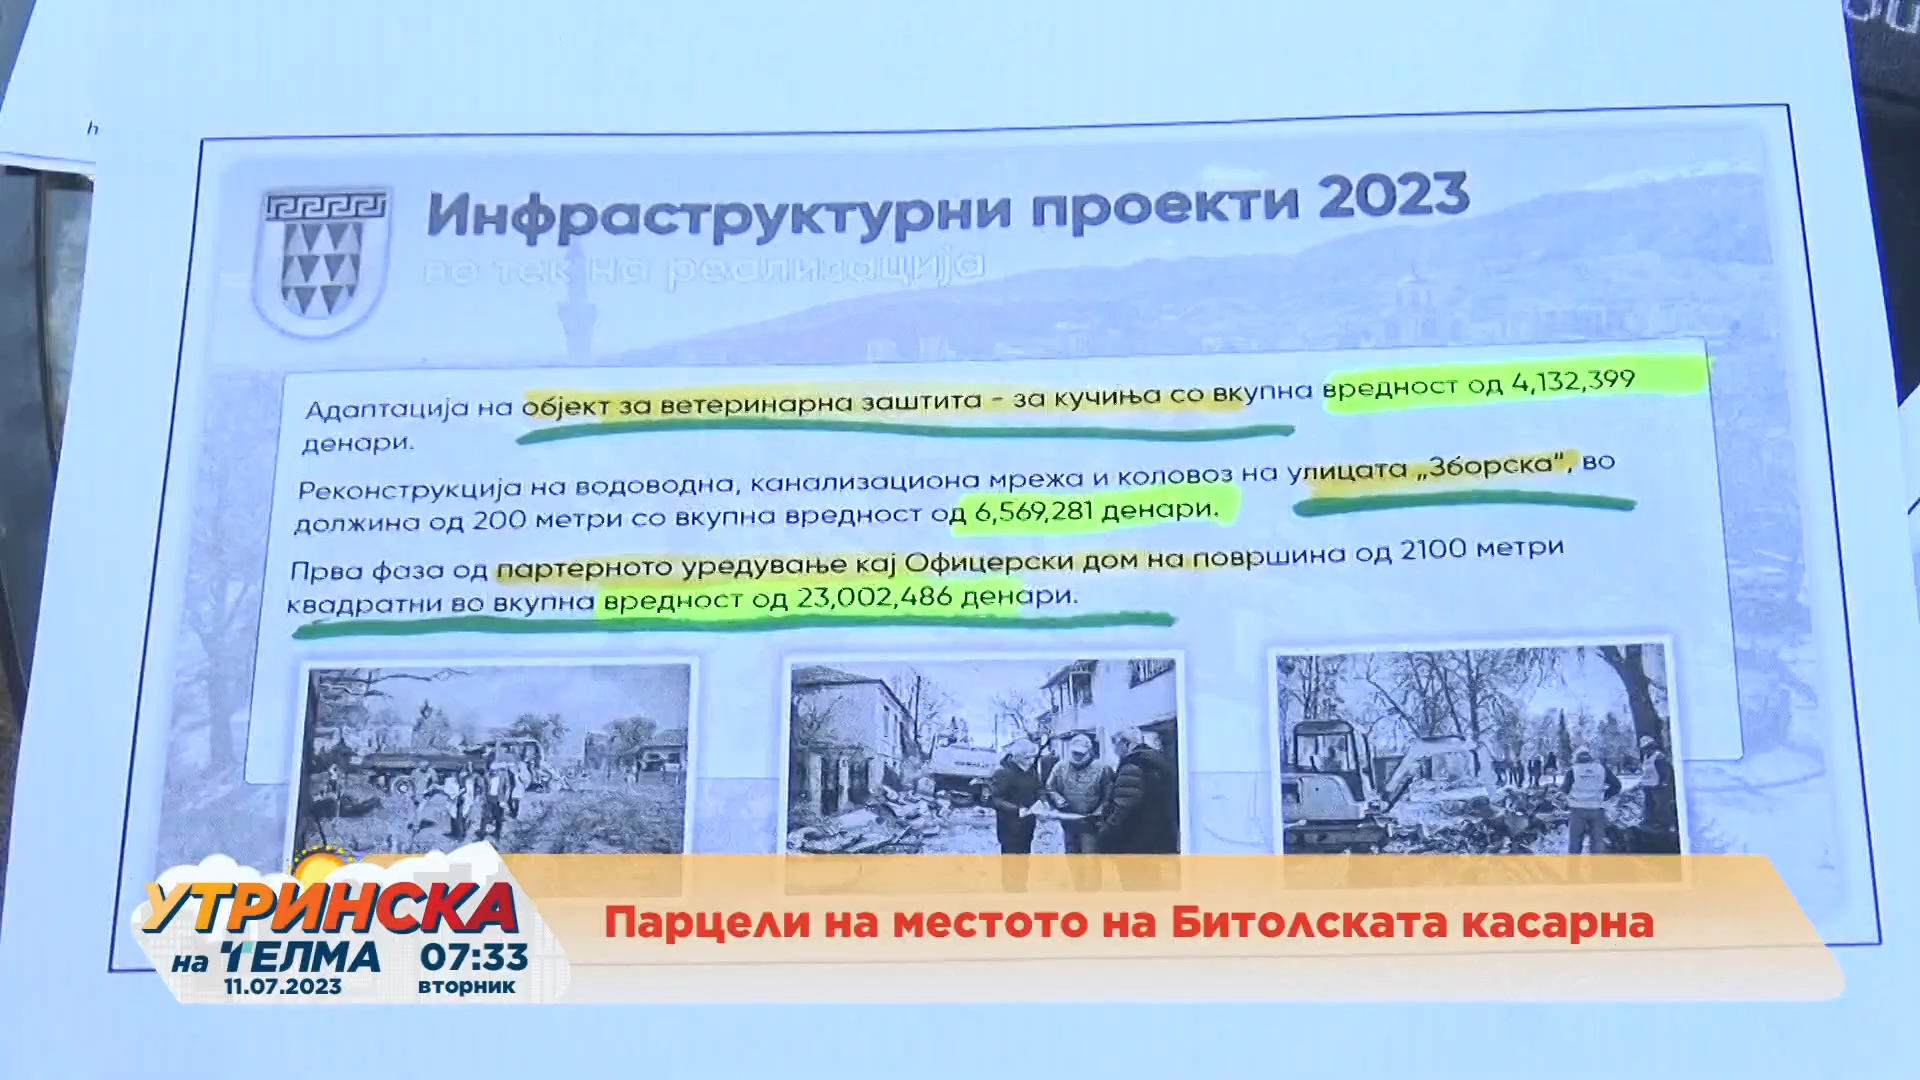 Инфраструктурни проекти 2023
во тек на реализација
Адаптација на објект за ветеринарна заштита - за кучиња со вкупна вредност од 4,132,399
денари.
Реконструкција на водоводна, канализациона мрежа и коловоз на улицата „Зборска“, во
должина од 200 метри со вкупна вредност од 6,569,281 денари.
Прва фаза од партерното уредување кај Офицерски дом на површина од 2100 метри
квадратни во вкупна вредност од 23,002,486 денари.
УТРИНСКА
на ТЕЛМА
07:33
11.07.2023
вторник
Парцели на местото на Битолската касарна